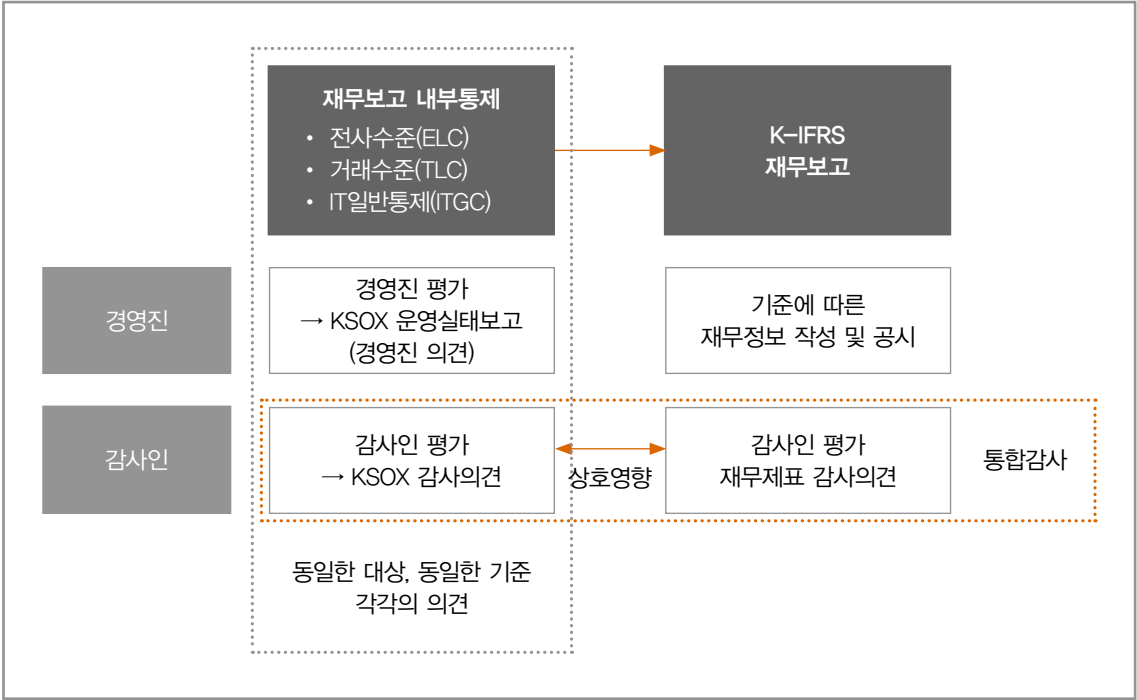 재무보고 내부통제
• 전사수준(ELC)
• 거래수준(TLC)
• IT일반통제(ITGC)
K-IFRS
재무보고
경영진
경영진 평가
→ KSOX 운영실태보고
(경영진 의견)
기준에 따른
재무정보 작성 및 공시
감사인
감사인 평가
→ KSOX 감사의견
상호영향
감사인 평가
재무제표 감사의견
통합감사
동일한 대상, 동일한 기준
각각의 의견